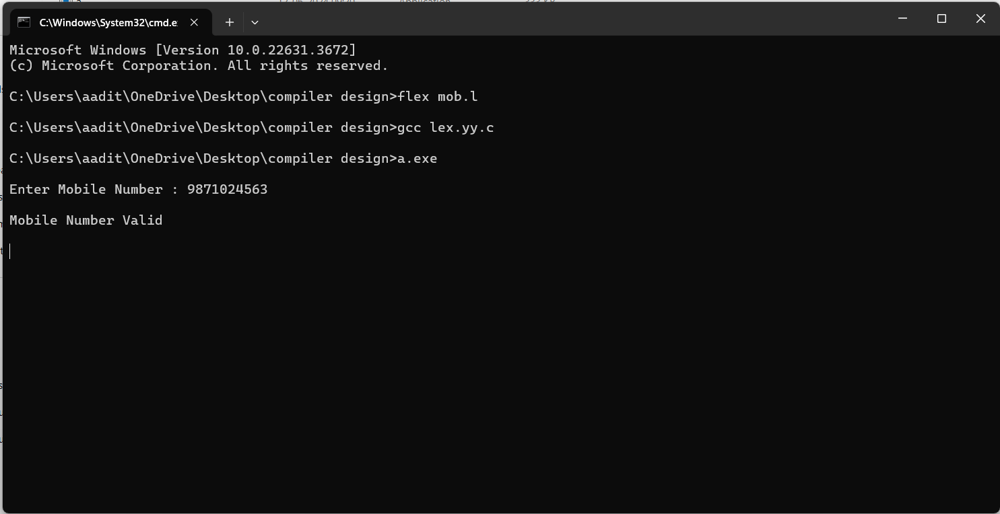 C:\Windows\System32\cmd.e
Microsoft Windows [Version 10.0.22631.3672]
(c) Microsoft Corporation. All rights reserved.
C:\Users\aadit\OneDrive\Desktop\compiler design>flex mob.l
C:\Users\aadit\OneDrive\Desktop\compiler design>gcc lex.yy.c
C:\Users\aadit\OneDrive\Desktop\compiler design>a.exe
Enter Mobile Number : 9871024563
Mobile Number Valid